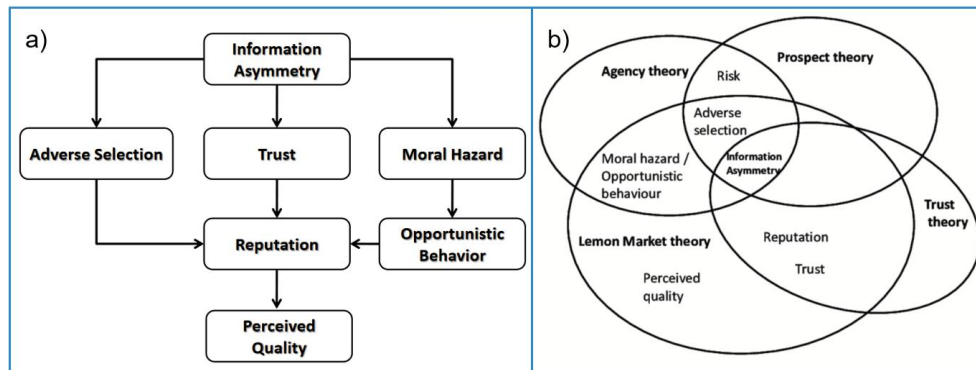 a)
Information
Asymmetry
Adverse Selection
Trust
Moral Hazard
Reputation
Opportunistic
Behavior
Perceived
Quality
b)
Agency theory
Prospect theory
Risk
Adverse
selection
Moral hazard /
Opportunistic
behaviour
Information
Asymmetry
Trust
theory
Lemon Market theory
Reputation
Trust
Perceived
quality